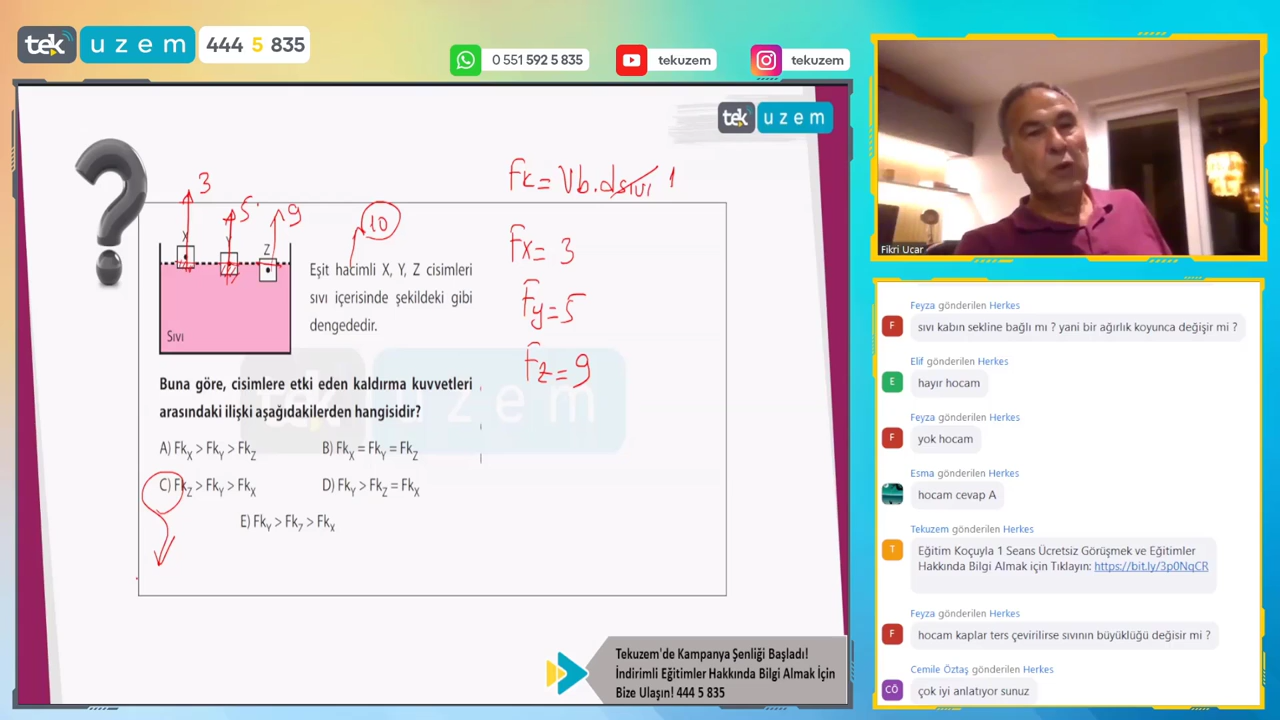 tek uzem 444 5 835
0 551 592 5 835
tekuzem
tekuzem
tek uzem
Fk = Vb.dsıvı 1
3
5
9
10
X
Y
Z
Sıvı
Eşit hacimli X, Y, Z cisimleri
sıvı içerisinde şekildeki gibi
dengededir.
Fx = 3
Fy = 5
Fz = 9
Buna göre, cisimlere etki eden kaldırma kuvvetleri
arasındaki ilişki aşağıdakilerden hangisidir?
A) FkX > FkY > FkZ
B) FkX = FkY = FkZ
C) FkZ > FkY > FkX
D) FkY > FkZ = FkX
E) FkY > FkZ > FkX
tek uzem
Tekuzem'de Kampanya Şenliği Başladı!
İndirimli Eğitimler Hakkında Bilgi Almak İçin
Bize Ulaşın! 444 5 835
Fikri Ucar
Feyza gönderilen Herkes
F
sıvı kabın sekline bağlı mı ? yani bir ağırlık koyunca değişir mi ?
Elif gönderilen Herkes
E
hayır hocam
Feyza gönderilen Herkes
F
yok hocam
Esma gönderilen Herkes
hocam cevap A
Tekuzem gönderilen Herkes
T
Eğitim Koçuyla 1 Seans Ücretsiz Görüşmek ve Eğitimler
Hakkında Bilgi Almak için Tıklayın: https://bit.ly/3p0NqCR
Feyza gönderilen Herkes
F
hocam kaplar ters çevirilirse sıvının büyüklüğü değisir mi ?
Cemile Öztaş gönderilen Herkes
CÖ
çok iyi anlatıyor sunuz